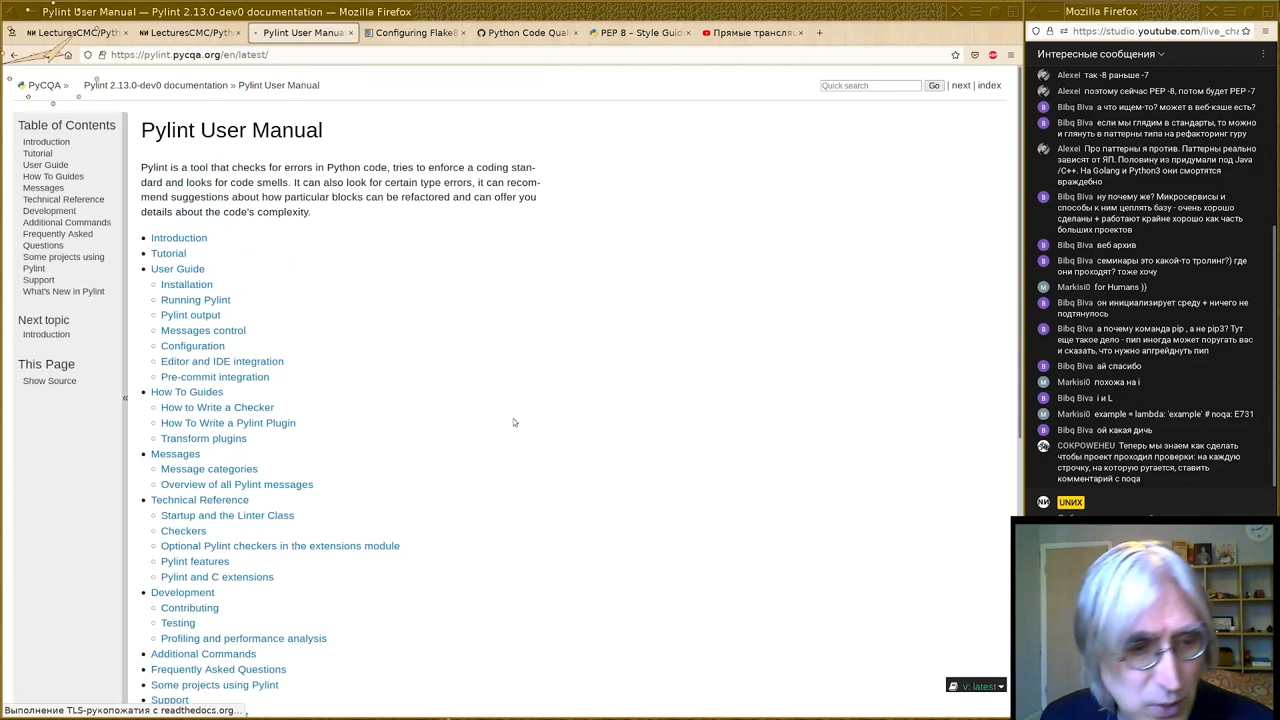 Pylint User Manual — Pylint 2.13.0-dev0 documentation — Mozilla Firefox
Mozilla Firefox
LecturesCMC/Pyth
LecturesCMC/Pyth
Pylint User Manual
Configuring Flake8
Python Code Qual
PEP 8 – Style Guide
Прямые трансляц
https://pylint.pycqa.org/en/latest/
https://studio.youtube.com/live_cha
PyCQA »
Pylint 2.13.0-dev0 documentation » Pylint User Manual
Quick search
Go
| next | index
Table of Contents
Introduction
Tutorial
User Guide
How To Guides
Messages
Technical Reference
Development
Additional Commands
Frequently Asked
Questions
Some projects using
Pylint
Support
What's New in Pylint
Next topic
Introduction
This Page
Show Source
«
Pylint User Manual
Pylint is a tool that checks for errors in Python code, tries to enforce a coding stan-
dard and looks for code smells. It can also look for certain type errors, it can recom-
mend suggestions about how particular blocks can be refactored and can offer you
details about the code's complexity.
Introduction
Tutorial
User Guide
Installation
Running Pylint
Pylint output
Messages control
Configuration
Editor and IDE integration
Pre-commit integration
How To Guides
How to Write a Checker
How To Write a Pylint Plugin
Transform plugins
Messages
Message categories
Overview of all Pylint messages
Technical Reference
Startup and the Linter Class
Checkers
Optional Pylint checkers in the extensions module
Pylint features
Pylint and C extensions
Development
Contributing
Testing
Profiling and performance analysis
Additional Commands
Frequently Asked Questions
Some projects using Pylint
Support
v: latest
Выполнение TLS-рукопожатия с readthedocs.org...
Интересные сообщения
Alexei так -8 раньше -7
Alexei поэтому сейчас PEP -8, потом будет PEP -7
Bibq Biva а что ищем-то? может в веб-кэше есть?
Bibq Biva если мы глядим в стандарты, то можно
и глянуть в паттерны типа на рефакторинг гуру
Alexei Про паттерны я против. Паттерны реально
зависят от ЯП. Половину из придумали под Java
/C++. На Golang и Python3 они смортятся
враждебно
Bibq Biva ну почему же? Микросервисы и
способы к ним цеплять базу - очень хорошо
сделаны + работают крайне хорошо как часть
больших проектов
Bibq Biva веб архив
Bibq Biva семинары это какой-то тролинг?) где
они проходят? тоже хочу
Markisi0 for Humans ))
Bibq Biva он инициализирует среду + ничего не
подтянулось
Bibq Biva а почему команда pip , а не pip3? Тут
еще такое дело - пип иногда может поругать вас
и сказать, что нужно апгрейднуть пип
Bibq Biva ай спасибо
Markisi0 похожа на i
Bibq Biva i и L
Markisi0 example = lambda: 'example' # noqa: E731
Bibq Biva ой какая дичь
COKPOWEHEU Теперь мы знаем как сделать
чтобы проект проходил проверки: на каждую
строчку, на которую ругается, ставить
комментарий с noqa
UNИX